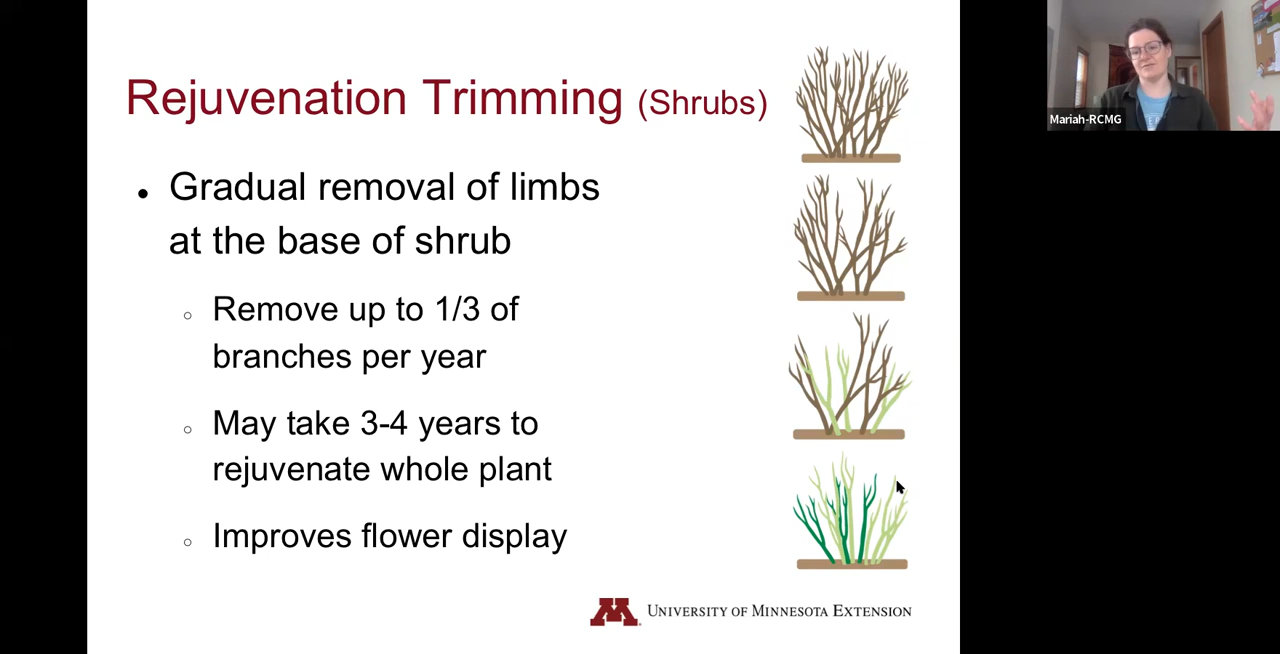 Rejuvenation Trimming (Shrubs)
• Gradual removal of limbs
at the base of shrub
○ Remove up to 1/3 of
branches per year
○ May take 3-4 years to
rejuvenate whole plant
○ Improves flower display
M UNIVERSITY OF MINNESOTA EXTENSION
Mariah-RCMG